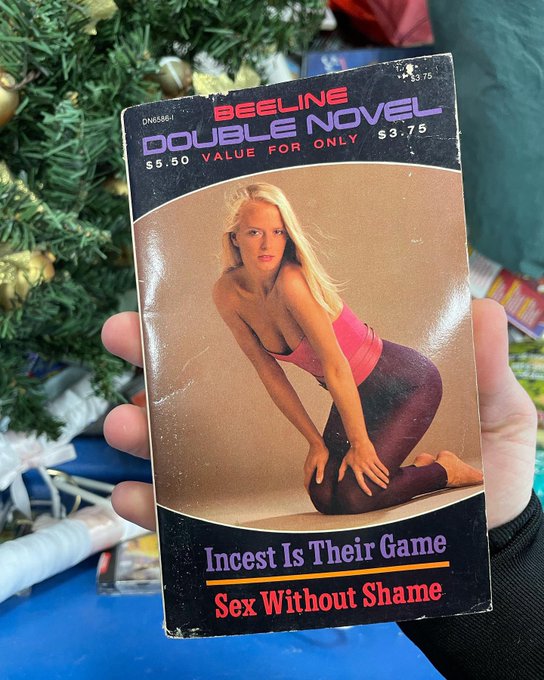 $3.75
DN6586-I
BEELINE
DOUBLE NOVEL
$5.50 VALUE FOR ONLY $3.75
Incest Is Their Game
Sex Without Shame